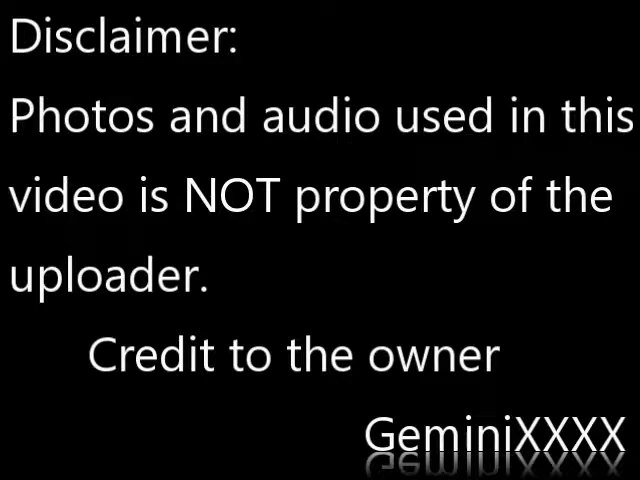 Disclaimer:
Photos and audio used in this
video is NOT property of the
uploader.
Credit to the owner
GeminiXXXX